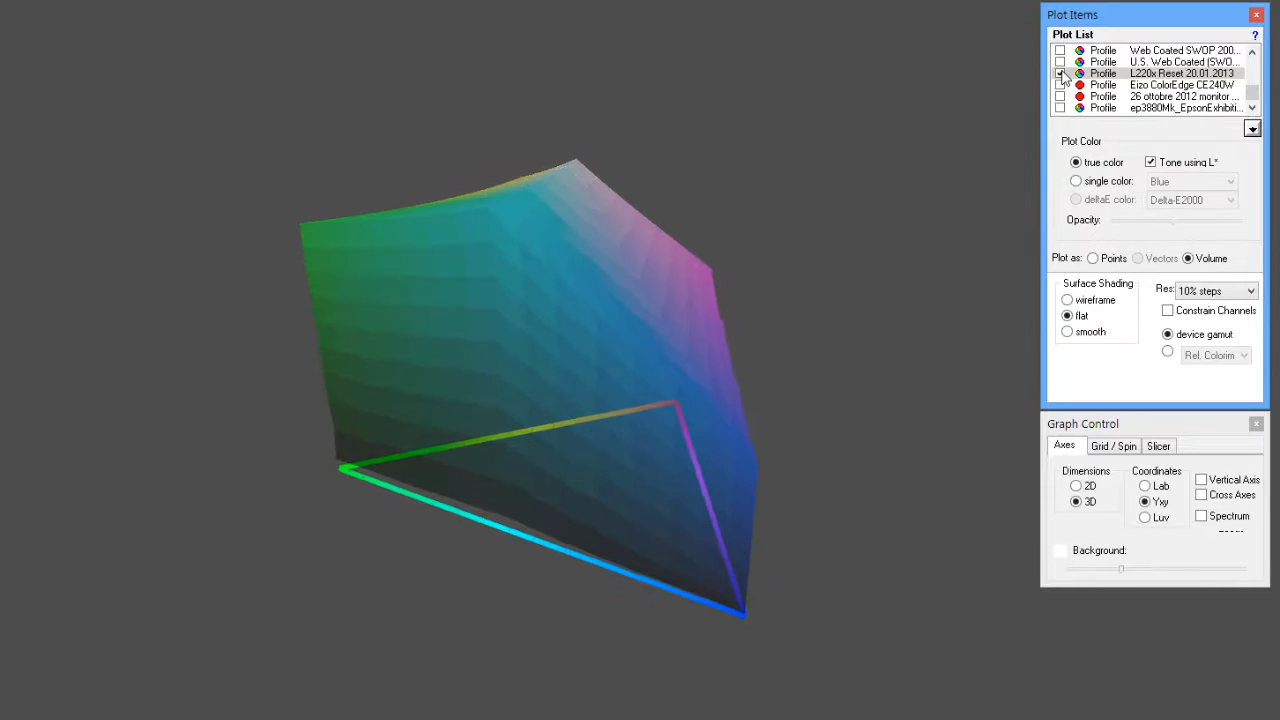 Plot Items
Plot List ?
Profile Web Coated SWOP 200...
Profile U.S. Web Coated (SWO...
Profile L220x Reset 20.01.2013
Profile Eizo ColorEdge CE240W
Profile 26 ottobre 2012 monitor ...
Profile ep3880Mk_EpsonExhibiti...
Plot Color
true color Tone using L*
single color: Blue
deltaE color: Delta-E2000
Opacity:
Plot as: Points Vectors Volume
Surface Shading
Res: 10% steps
wireframe
Constrain Channels
flat
smooth
device gamut
Rel. Colorim
Graph Control
Axes Grid / Spin Slicer
Dimensions Coordinates
2D Lab Vertical Axis
3D Yxy Cross Axes
Luv Spectrum
Background: